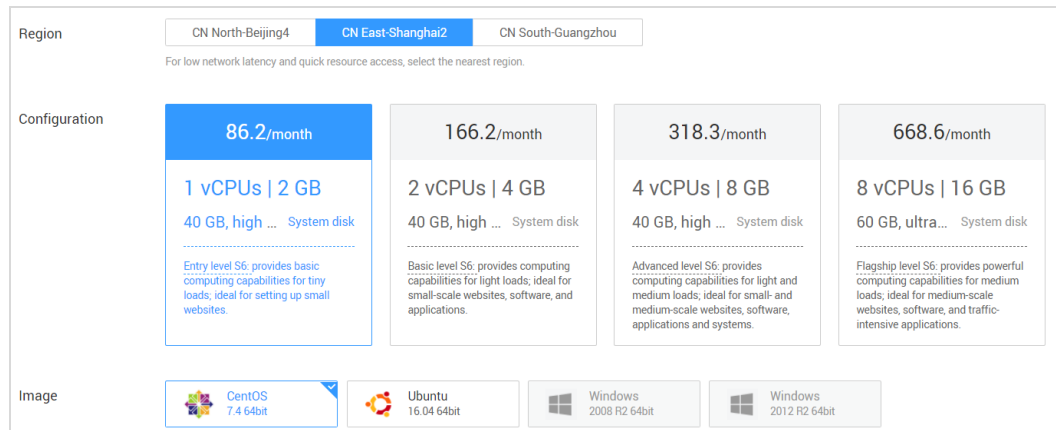 Region
CN North-Beijing4
CN East-Shanghai2
CN South-Guangzhou
For low network latency and quick resource access, select the nearest region.
Configuration
86.2/month
1 vCPUs | 2 GB
40 GB, high ... System disk
Entry level S6: provides basic
computing capabilities for tiny
loads; ideal for setting up small
websites.
166.2/month
2 vCPUs | 4 GB
40 GB, high ... System disk
Basic level S6: provides computing
capabilities for light loads; ideal for
small-scale websites, software, and
applications.
318.3/month
4 vCPUs | 8 GB
40 GB, high ... System disk
Advanced level S6: provides
computing capabilities for light and
medium loads; ideal for small- and
medium-scale websites, software,
applications and systems.
668.6/month
8 vCPUs | 16 GB
60 GB, ultra... System disk
Flagship level S6: provides powerful
computing capabilities for medium
loads; ideal for medium-scale
websites, software, and traffic-
intensive applications.
Image
CentOS
7.4 64bit
Ubuntu
16.04 64bit
Windows
2008 R2 64bit
Windows
2012 R2 64bit